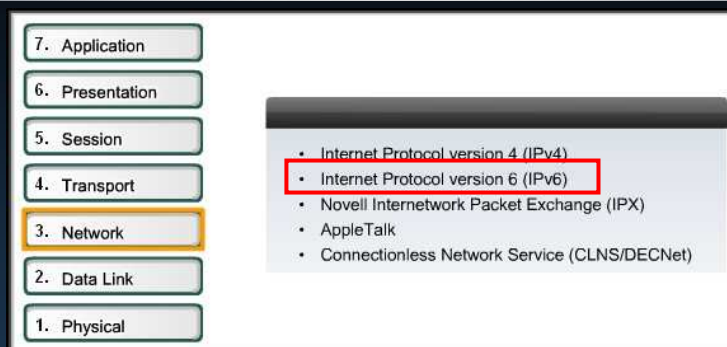 7. Application
6. Presentation
5. Session
4. Transport
3. Network
2. Data Link
1. Physical
• Internet Protocol version 4 (IPv4)
• Internet Protocol version 6 (IPv6)
• Novell Internetwork Packet Exchange (IPX)
• AppleTalk
• Connectionless Network Service (CLNS/DECNet)